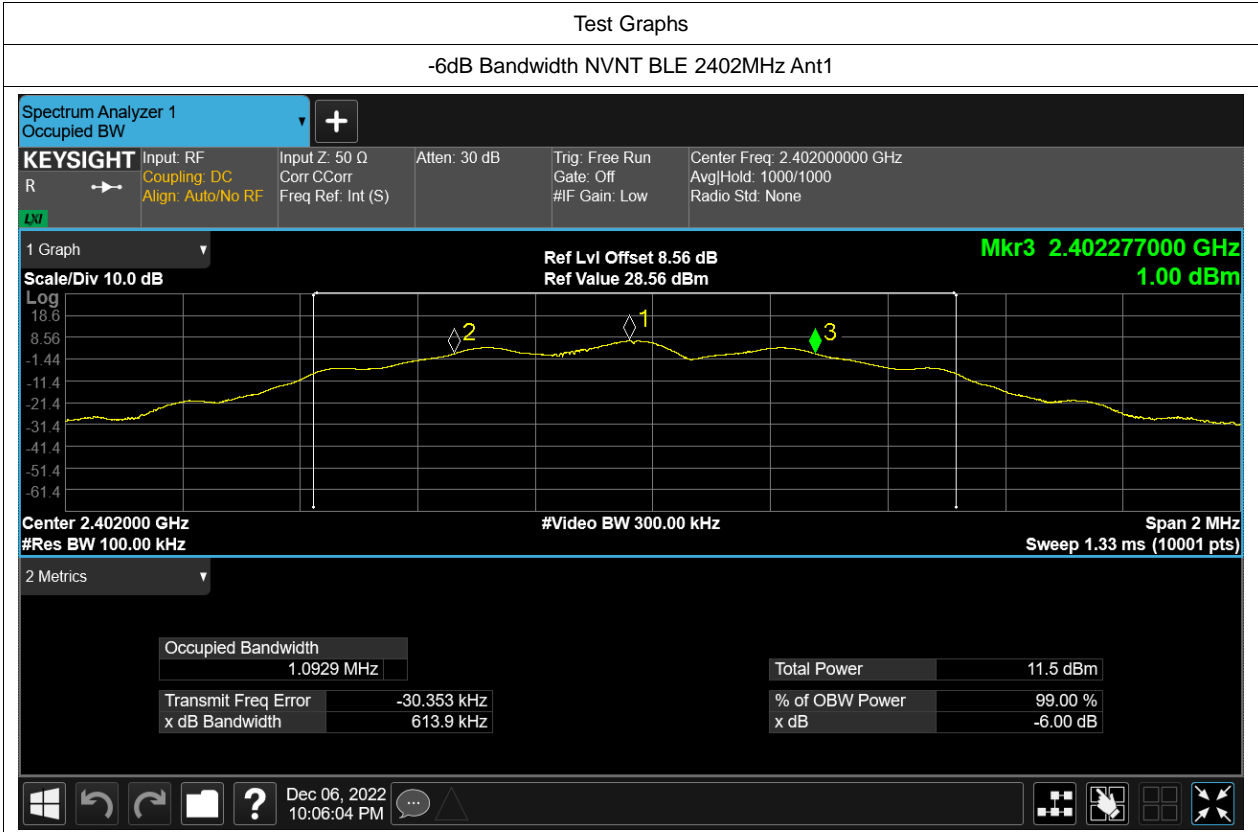 Test Graphs
-6dB Bandwidth NVNT BLE 2402MHz Ant1
Spectrum Analyzer 1
Occupied BW
KEYSIGHT
R
LXI
Input: RF
Coupling: DC
Align: Auto/No RF
Input Z: 50 Ω
Corr CCorr
Freq Ref: Int (S)
Atten: 30 dB
Trig: Free Run
Gate: Off
#IF Gain: Low
Center Freq: 2.402000000 GHz
Avg|Hold: 1000/1000
Radio Std: None
1 Graph
Scale/Div 10.0 dB
Ref Lvl Offset 8.56 dB
Ref Value 28.56 dBm
Mkr3 2.402277000 GHz
1.00 dBm
Log
18.6
8.56
-1.44
-11.4
-21.4
-31.4
-41.4
-51.4
-61.4
2
1
3
Center 2.402000 GHz
#Res BW 100.00 kHz
#Video BW 300.00 kHz
Span 2 MHz
Sweep 1.33 ms (10001 pts)
2 Metrics
Occupied Bandwidth
1.0929 MHz
Transmit Freq Error -30.353 kHz
x dB Bandwidth 613.9 kHz
Total Power 11.5 dBm
% of OBW Power 99.00 %
x dB -6.00 dB
?
Dec 06, 2022
10:06:04 PM